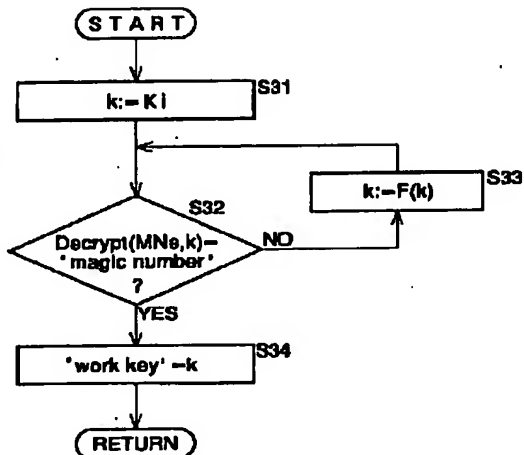 START
S31
k:=Ki
S33
k:=F(k)
S32
Decrypt(MNe,k)=
'magic number'
?
NO
YES
S34
'work key'=k
RETURN